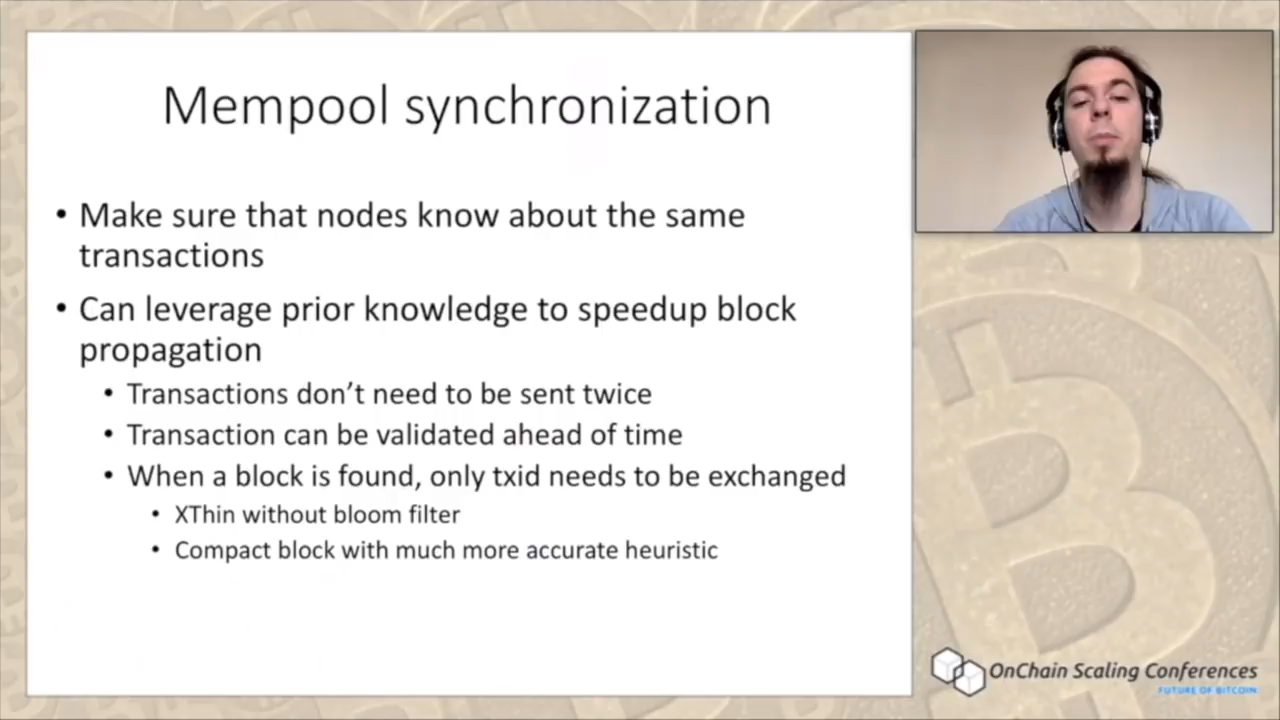 Mempool synchronization
• Make sure that nodes know about the same
transactions
• Can leverage prior knowledge to speedup block
propagation
• Transactions don't need to be sent twice
• Transaction can be validated ahead of time
• When a block is found, only txid needs to be exchanged
• XThin without bloom filter
• Compact block with much more accurate heuristic
OnChain Scaling Conferences
FUTURE OF BITCOIN